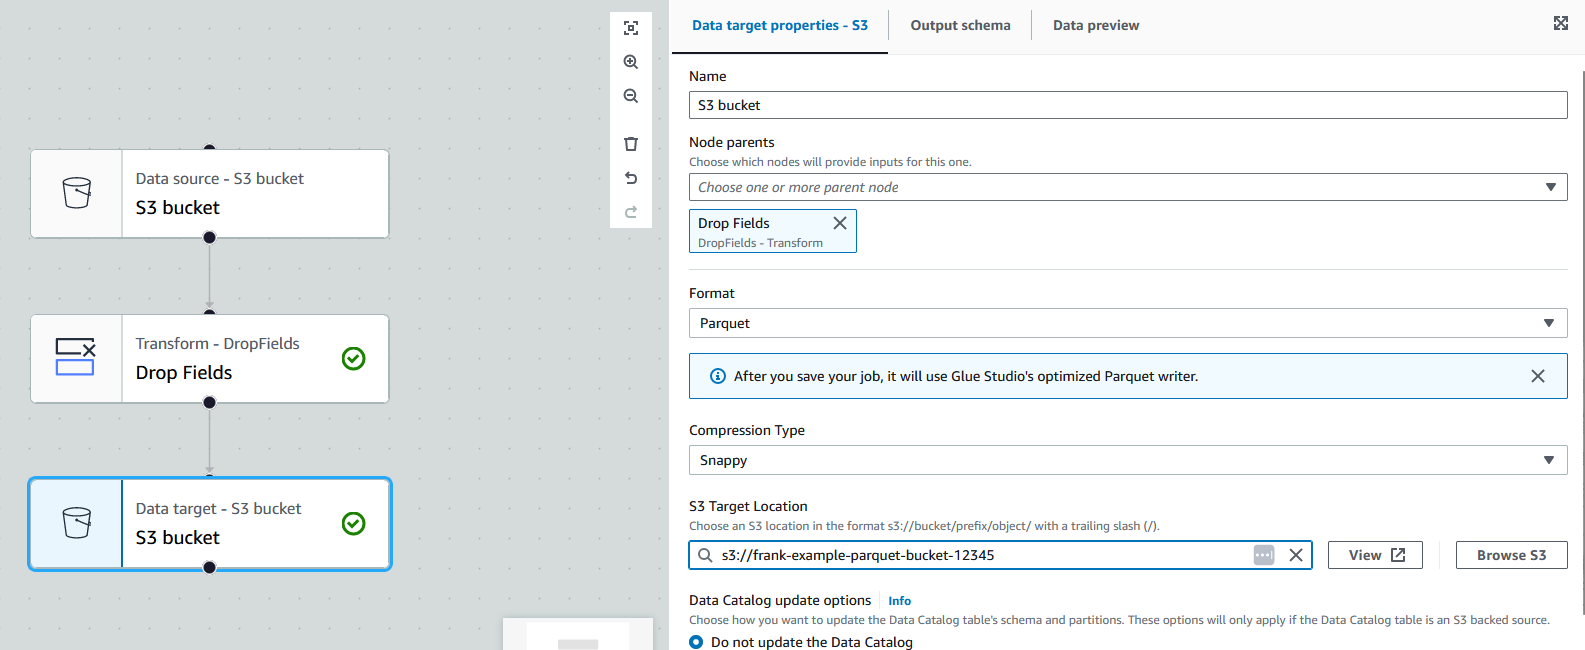 Data source - S3 bucket
S3 bucket
Transform - DropFields
Drop Fields
Data target - S3 bucket
S3 bucket
Data target properties - S3
Output schema
Data preview
Name
S3 bucket
Node parents
Choose which nodes will provide inputs for this one.
Choose one or more parent node
Drop Fields
DropFields - Transform
Format
Parquet
After you save your job, it will use Glue Studio's optimized Parquet writer.
Compression Type
Snappy
S3 Target Location
Choose an S3 location in the format s3://bucket/prefix/object/ with a trailing slash (/).
s3://frank-example-parquet-bucket-12345
View
Browse S3
Data Catalog update options Info
Choose how you want to update the Data Catalog table's schema and partitions. These options will only apply if the Data Catalog table is an S3 backed source.
Do not update the Data Catalog